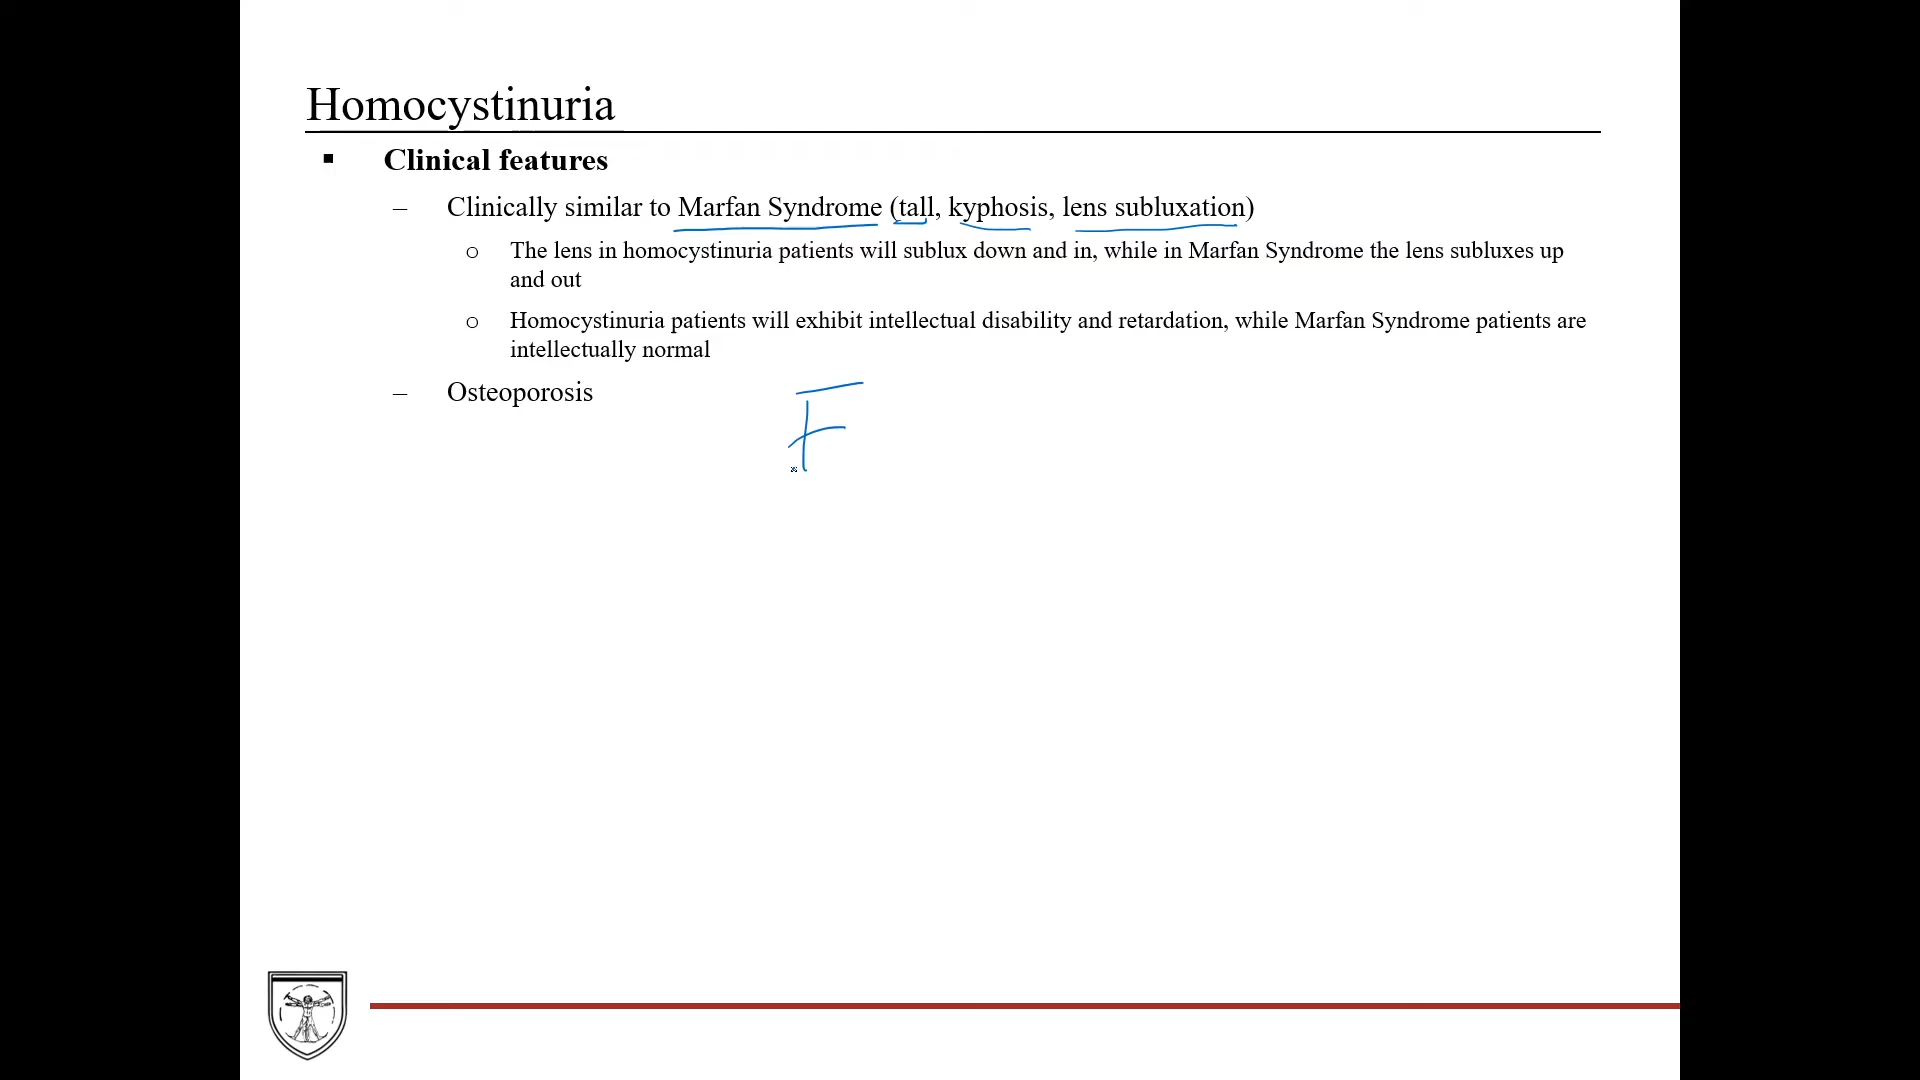 Homocystinuria
▪ Clinical features
– Clinically similar to Marfan Syndrome (tall, kyphosis, lens subluxation)
o The lens in homocystinuria patients will sublux down and in, while in Marfan Syndrome the lens subluxes up
and out
o Homocystinuria patients will exhibit intellectual disability and retardation, while Marfan Syndrome patients are
intellectually normal
– Osteoporosis
F